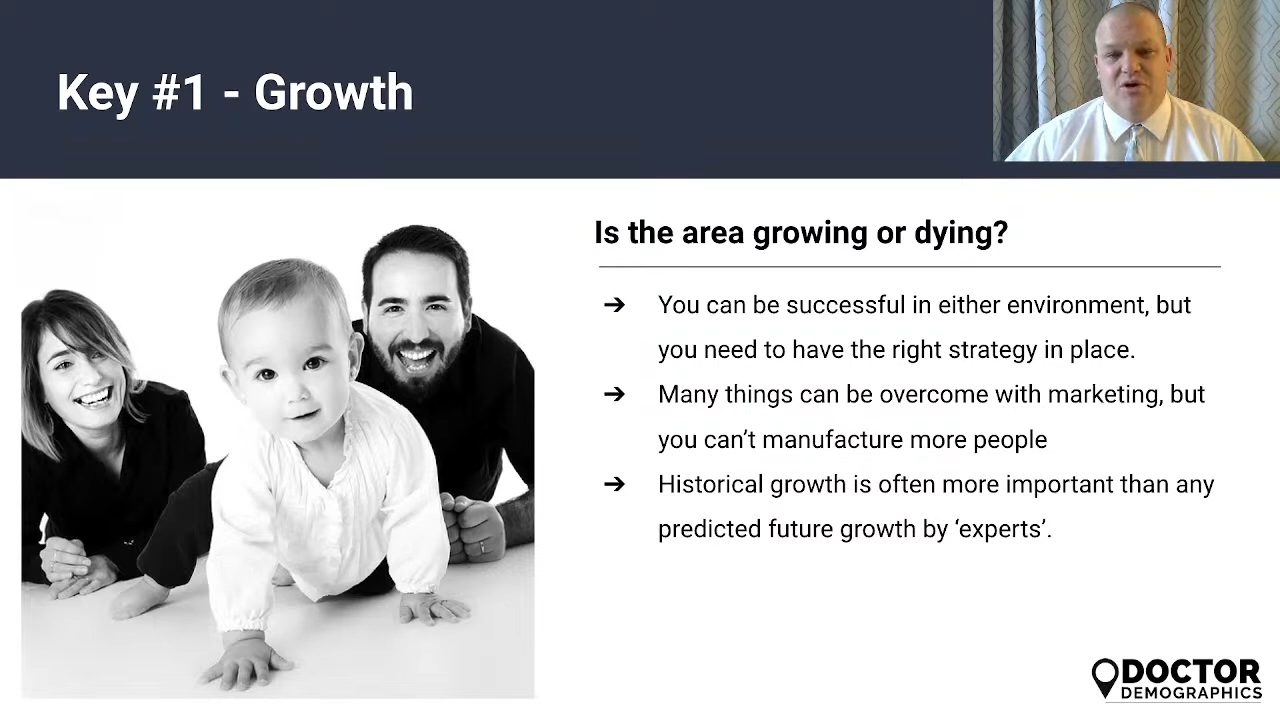 Key #1 - Growth
Is the area growing or dying?
➔ You can be successful in either environment, but
you need to have the right strategy in place.
➔ Many things can be overcome with marketing, but
you can’t manufacture more people
➔ Historical growth is often more important than any
predicted future growth by ‘experts’.
DOCTOR
DEMOGRAPHICS